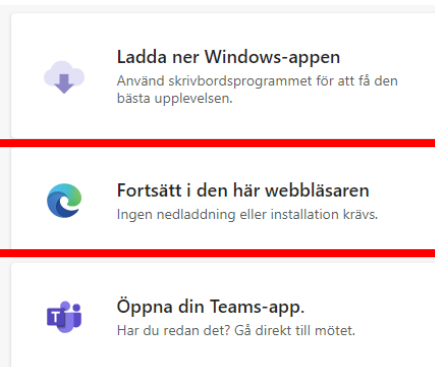 Ladda ner Windows-appen
Använd skrivbordsprogrammet för att få den
bästa upplevelsen.
Fortsätt i den här webbläsaren
Ingen nedladdning eller installation krävs.
Öppna din Teams-app.
Har du redan det? Gå direkt till mötet.